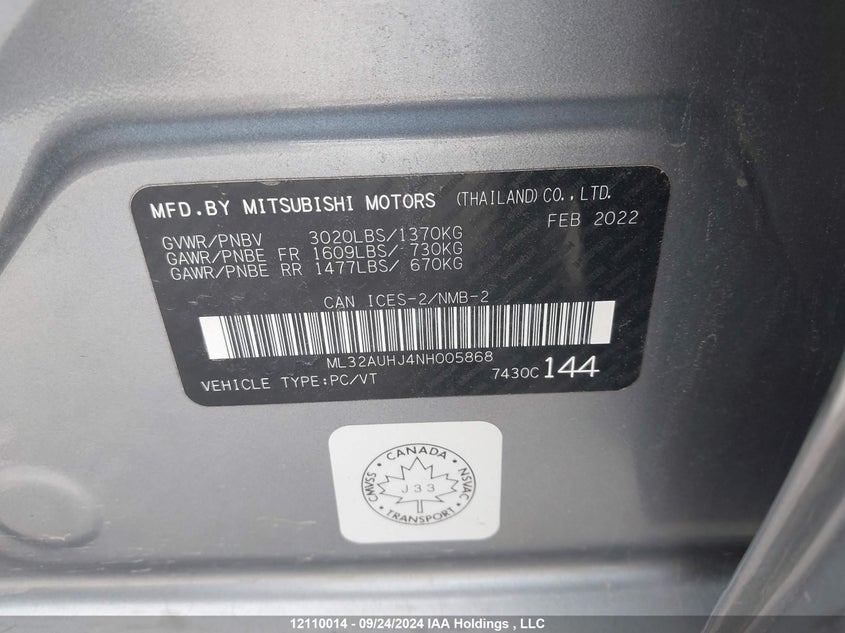 MFD.BY MITSUBISHI MOTORS (THAILAND)CO.,LTD.
FEB 2022
GVWR/PNBV 3020LBS/1370KG
GAWR/PNBE FR 1609LBS/ 730KG
GAWR/PNBE RR 1477LBS/ 670KG
CAN ICES-2/NMB-2
ML32AUHJ4NH005868
VEHICLE TYPE:PC/VT 7430C 144
CANADA
CMVSS J33 NSVAC
TRANSPORT
12110014 - 09/24/2024 IAA Holdings , LLC